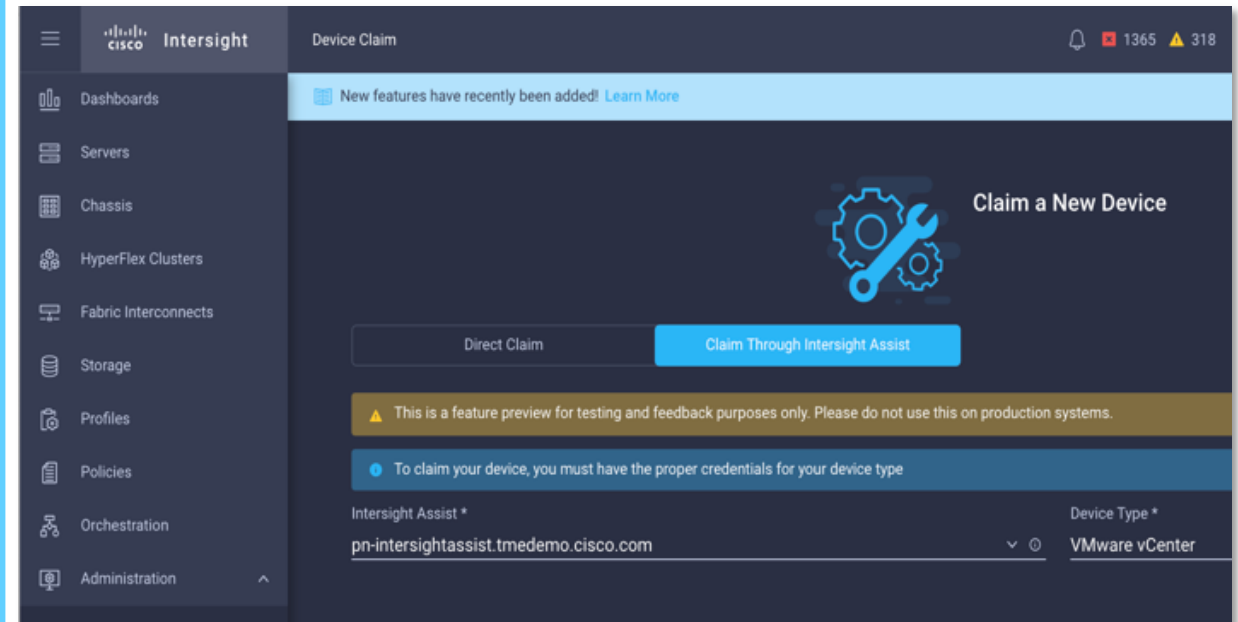 cisco Intersight
Device Claim
1365 318
Dashboards
New features have recently been added! Learn More
Servers
Chassis
Claim a New Device
HyperFlex Clusters
Fabric Interconnects
Direct Claim
Claim Through Intersight Assist
Storage
Profiles
This is a feature preview for testing and feedback purposes only. Please do not use this on production systems.
Policies
To claim your device, you must have the proper credentials for your device type
Intersight Assist *
Device Type *
Orchestration
pn-intersightassist.tmedemo.cisco.com
VMware vCenter
Administration